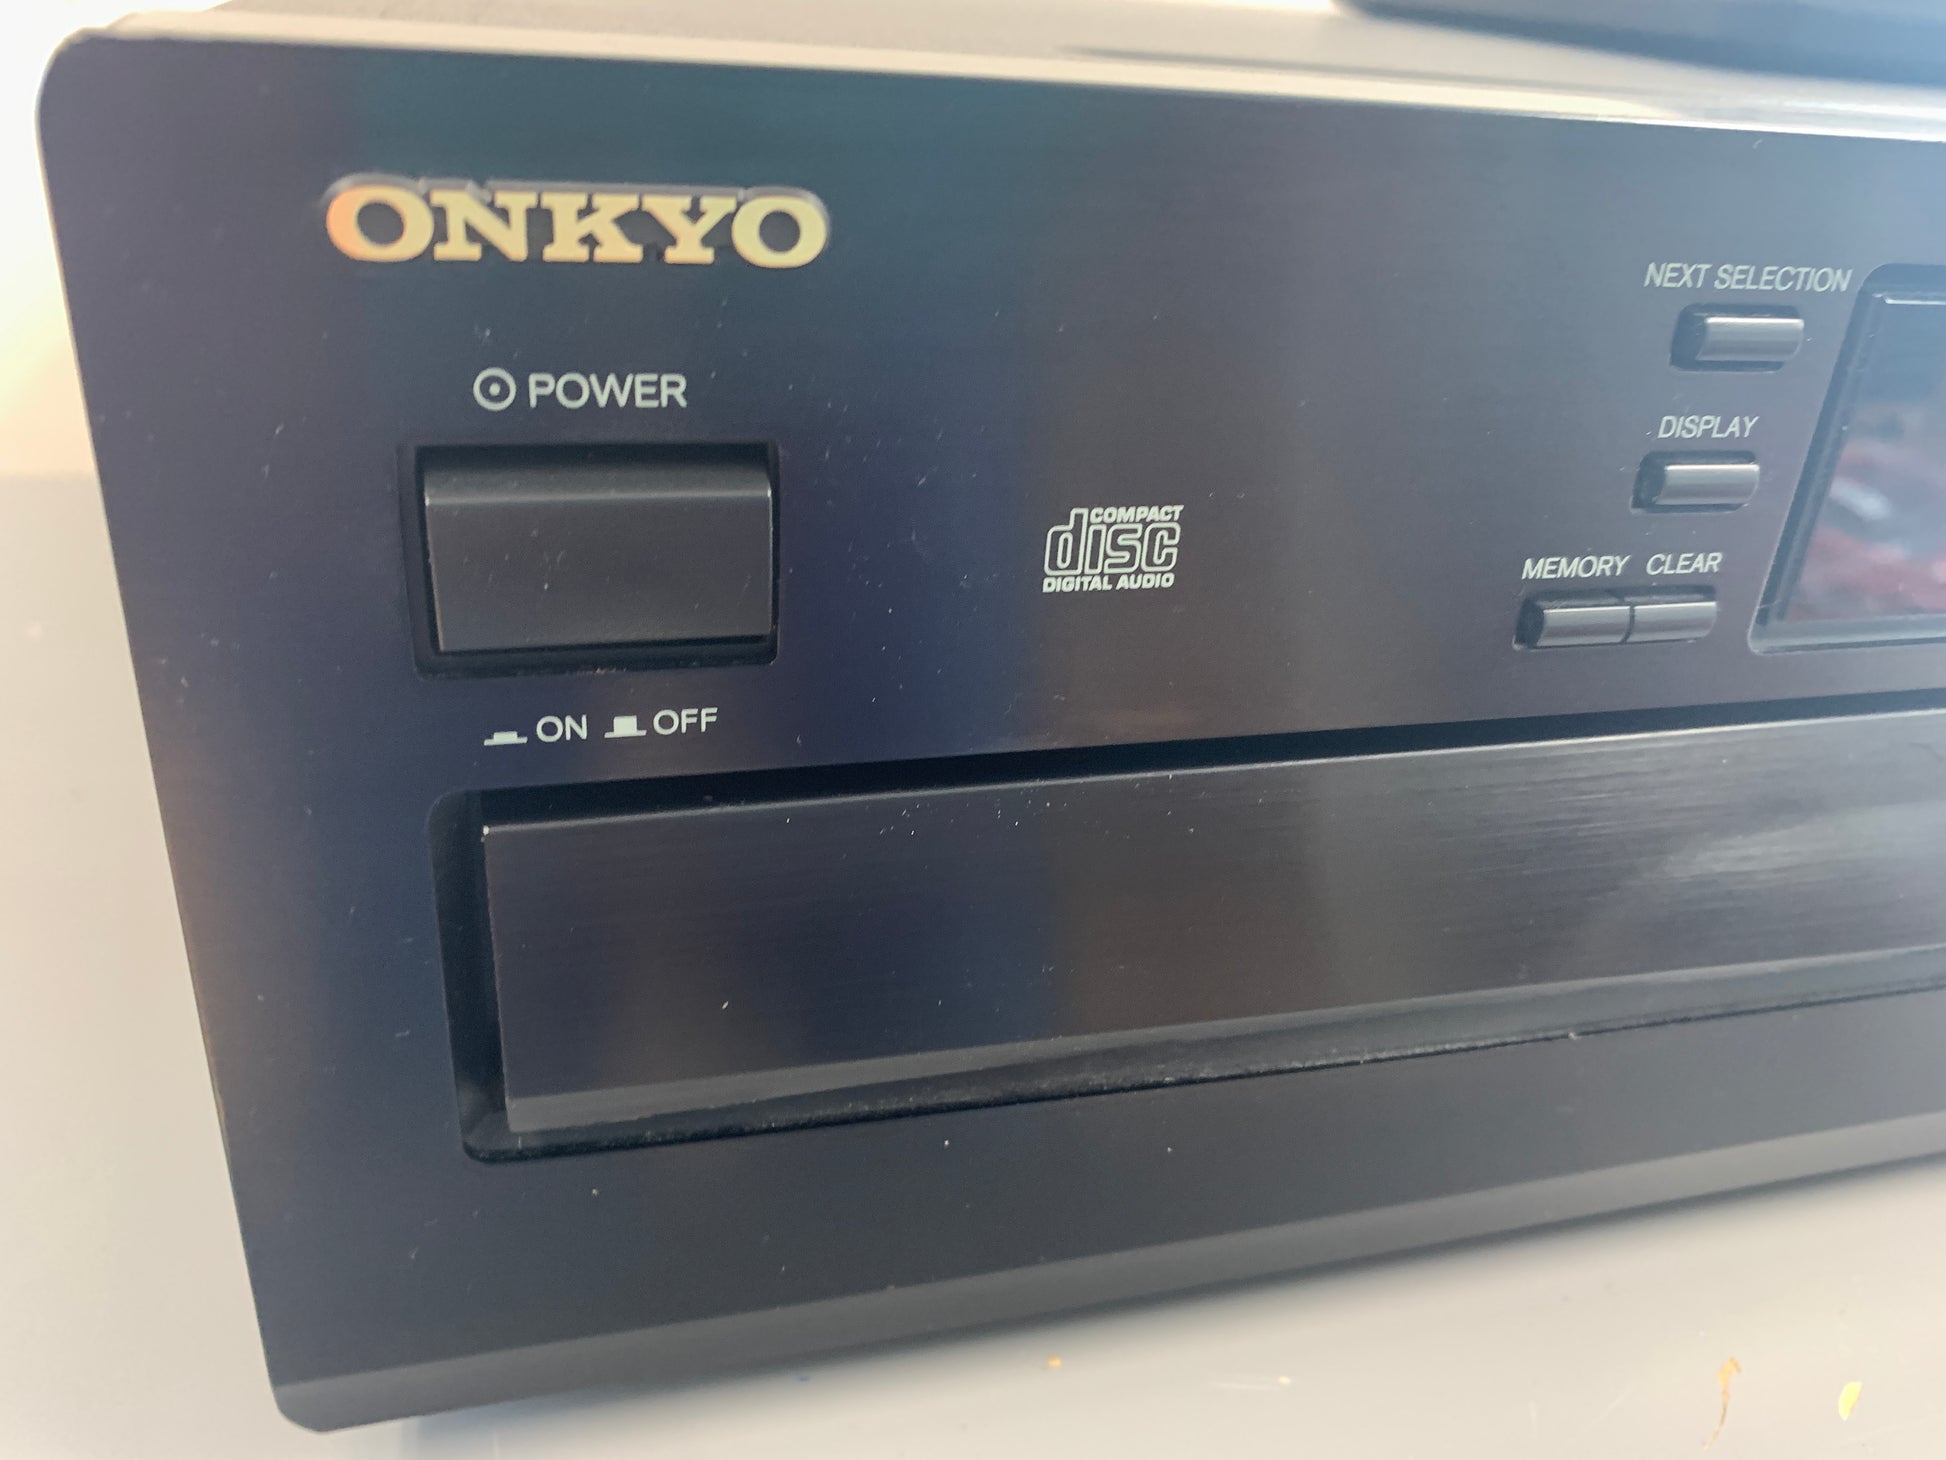 ONKYO
POWER
ON OFF
COMPACT
disc
DIGITAL AUDIO
NEXT SELECTION
DISPLAY
MEMORY CLEAR